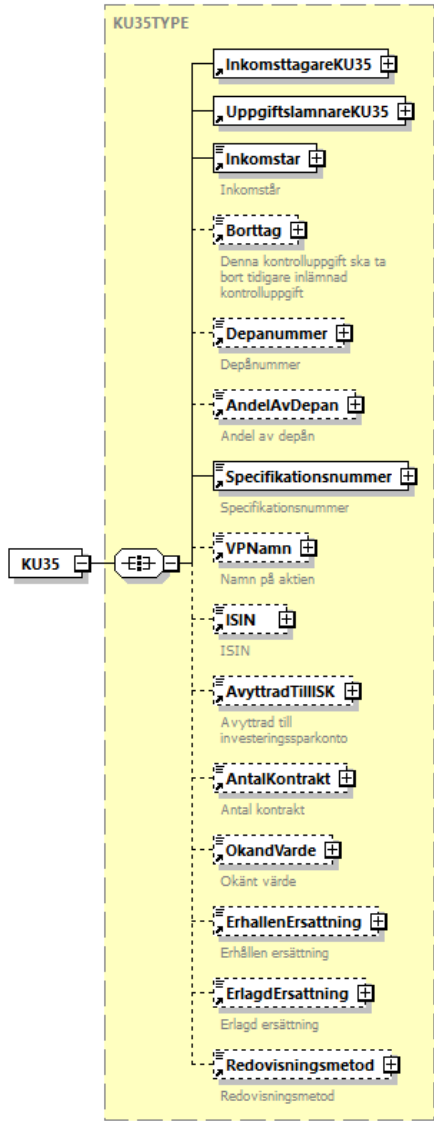 KU35TYPE
InkomsttagareKU35
UppgiftslamnareKU35
Inkomstar
Inkomstår
Borttag
Denna kontrolluppgift ska ta
bort tidigare inlämnad
kontrolluppgift
Depanummer
Depånummer
AndelAvDepan
Andel av depån
Specifikationsnummer
Specifikationsnummer
KU35
VPNamn
Namn på aktien
ISIN
ISIN
AvyttradTillISK
Avyttrad till
investeringssparkonto
AntalKontrakt
Antal kontrakt
OkandVarde
Okänt värde
ErhallenErsattning
Erhållen ersättning
ErlagdErsattning
Erlagd ersättning
Redovisningsmetod
Redovisningsmetod